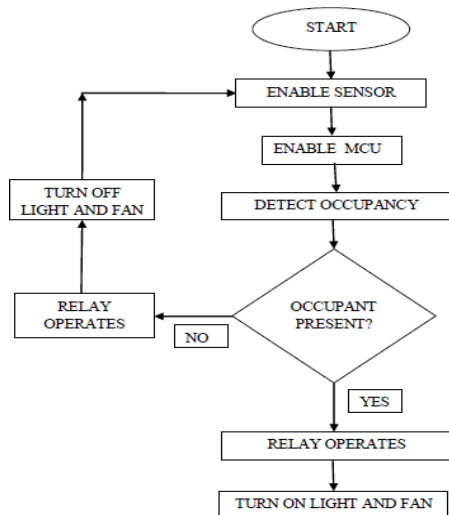 START
ENABLE SENSOR
ENABLE MCU
TURN OFF
LIGHT AND FAN
DETECT OCCUPANCY
RELAY
OPERATES
OCCUPANT
PRESENT?
NO
YES
RELAY OPERATES
TURN ON LIGHT AND FAN